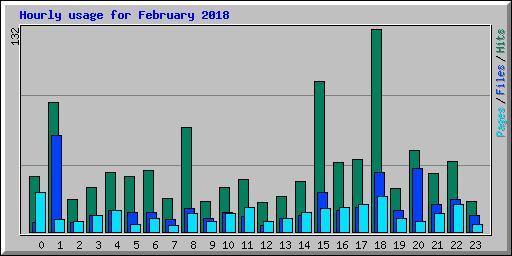 Hourly usage for February 2018
132
Pages/Files/Hits
0 1 2 3 4 5 6 7 8 9 10 11 12 13 14 15 16 17 18 19 20 21 22 23